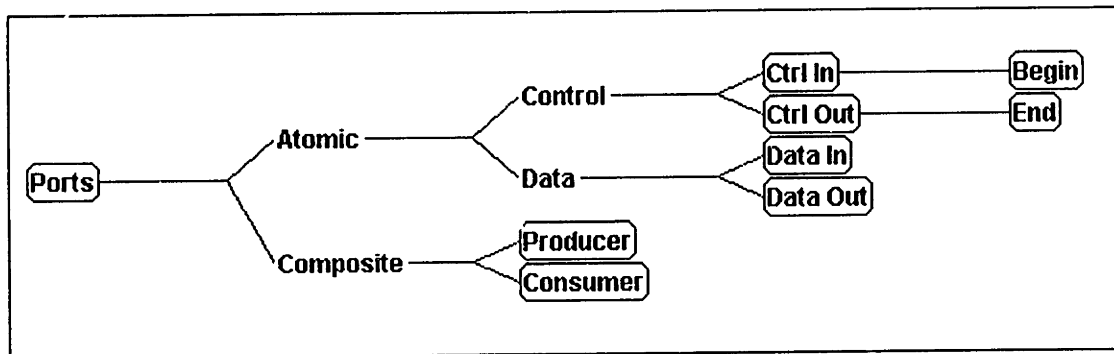 Ctrl In Begin
Control
Ctrl Out End
Atomic
Data In
Ports Data
Data Out
Producer
Composite
Consumer